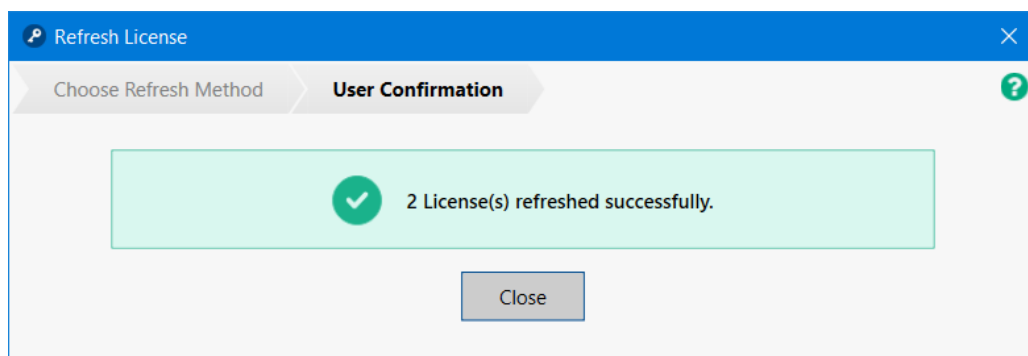 Refresh License
Choose Refresh Method User Confirmation
?
2 License(s) refreshed successfully.
Close